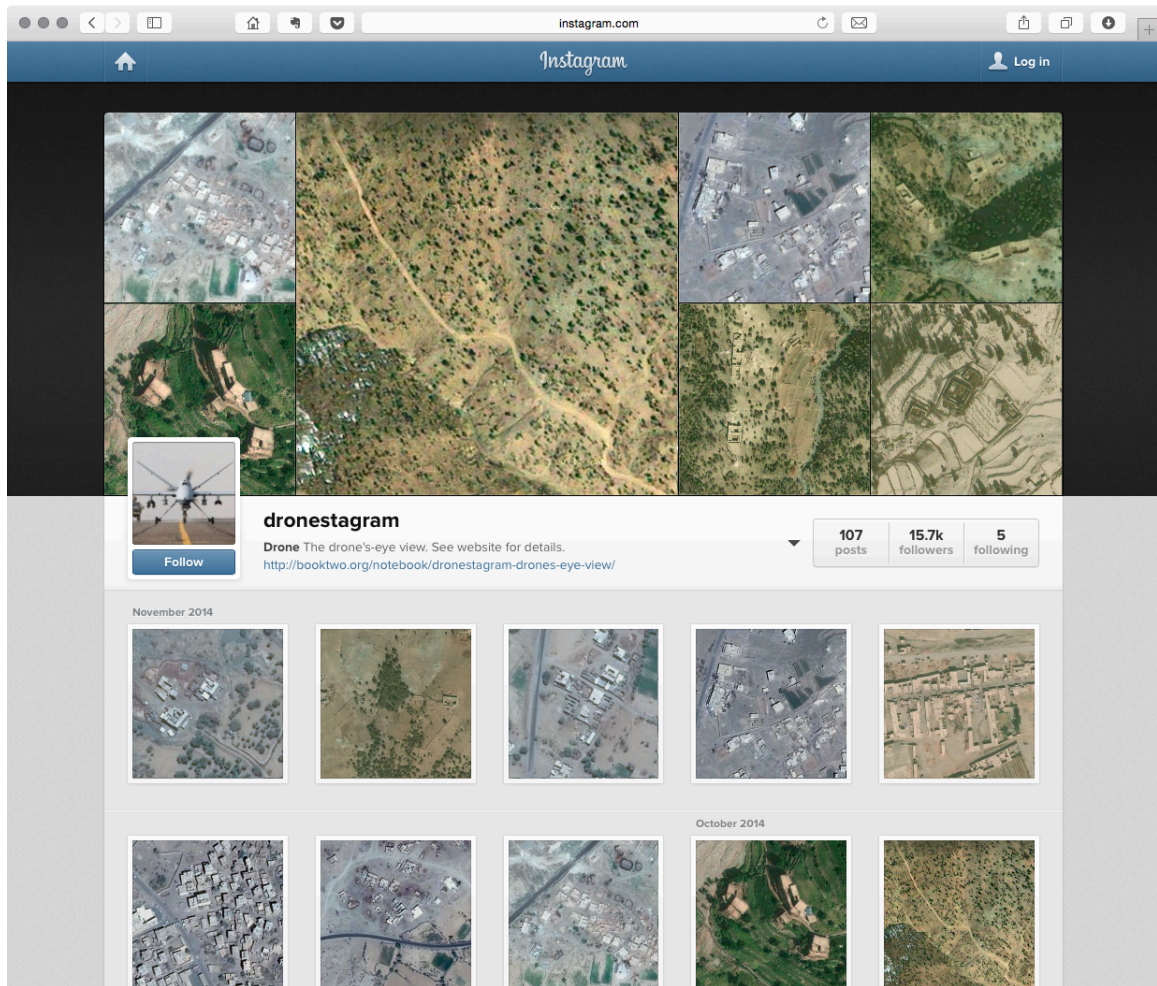 instagram.com
Instagram
Log in
dronestagram
Drone The drone's-eye view. See website for details.
http://booktwo.org/notebook/dronestagram-drones-eye-view/
Follow
107 posts
15.7k followers
5 following
November 2014
October 2014